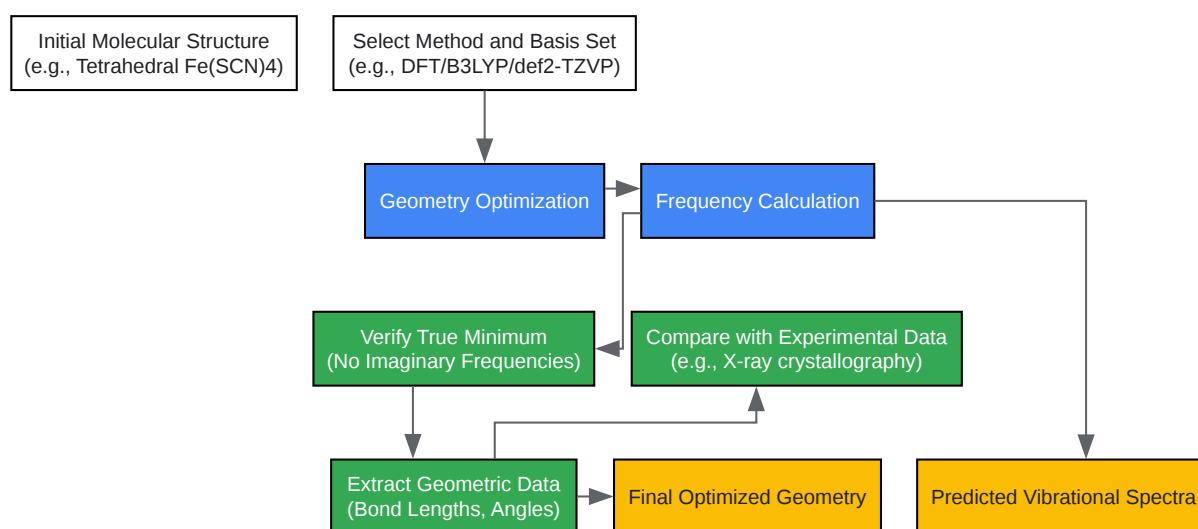 Initial Molecular Structure
(e.g., Tetrahedral Fe(SCN)4)
Select Method and Basis Set
(e.g., DFT/B3LYP/def2-TZVP)
Geometry Optimization
Frequency Calculation
Verify True Minimum
(No Imaginary Frequencies)
Compare with Experimental Data
(e.g., X-ray crystallography)
Extract Geometric Data
(Bond Lengths, Angles)
Final Optimized Geometry
Predicted Vibrational Spectra